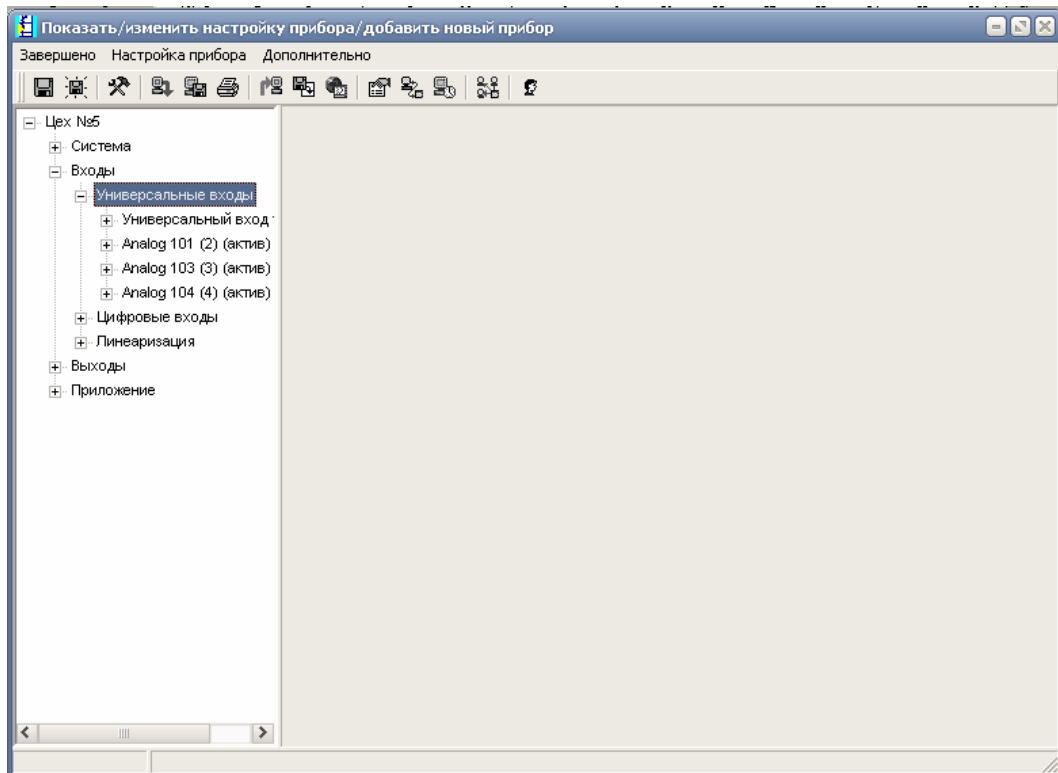 Показать/изменить настройку прибора/добавить новый прибор
Завершено Настройка прибора Дополнительно
Цех №5
Система
Входы
Универсальные входы
Универсальный вход
Analog 101 (2) (актив)
Analog 103 (3) (актив)
Analog 104 (4) (актив)
Цифровые входы
Линеаризация
Выходы
Приложение